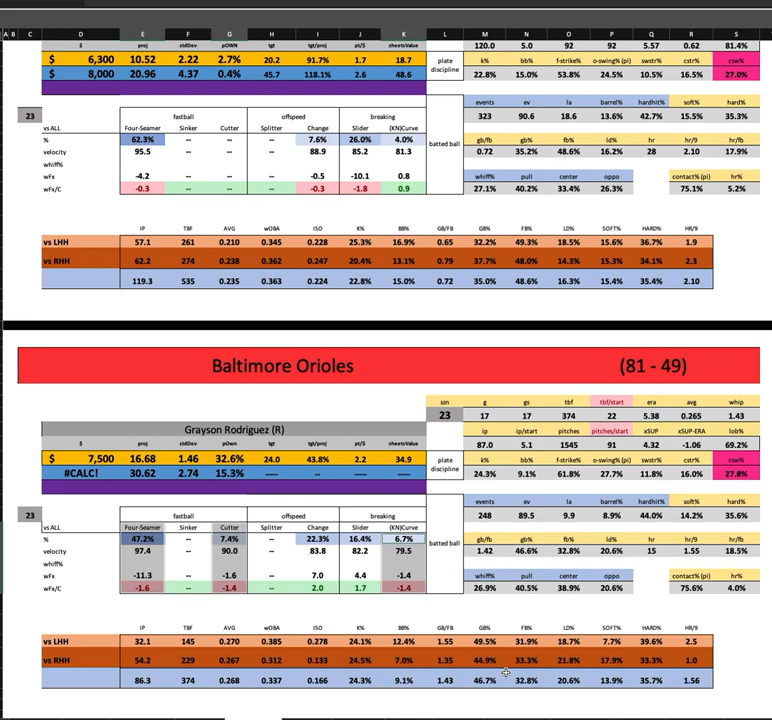 A B C D E F G H I J K L M N O P Q R S
$ proj stdDev pOWN tgt tgt/proj pt/$ sheetsValue 120.0 5.0 92 92 5.57 0.62 81.4%
$ 6,300 10.52 2.22 2.7% 20.2 91.7% 1.7 18.7 plate discipline k% bb% f-strike% o-swing% (pi) swstr% cstr% csw%
$ 8,000 20.96 4.37 0.4% 45.7 118.1% 2.6 48.6 22.8% 15.0% 53.8% 24.5% 10.5% 16.5% 27.0%
events ev la barrel% hardhit% soft% hard%
23 fastball offspeed breaking batted ball 323 90.6 18.6 13.6% 42.7% 15.5% 35.3%
vs ALL Four-Seamer Sinker Cutter Splitter Change Slider (KN)Curve
% 62.3% -- -- -- 7.6% 26.0% 4.0% gb/fb gb% fb% ld% hr hr/9 hr/fb
velocity 95.5 -- -- -- 88.9 85.2 81.3 0.72 35.2% 48.6% 16.2% 28 2.10 17.9%
whiff%
wFx -4.2 -- -- -- -0.5 -10.1 0.8 whiff% pull center oppo contact% (pi) hr%
wFx/C -0.3 -- -- -- -0.3 -1.8 0.9 27.1% 40.2% 33.4% 26.3% 75.1% 5.2%
IP TBF AVG wOBA ISO K% BB% GB/FB GB% FB% LD% SOFT% HARD% HR/9
vs LHH 57.1 261 0.210 0.345 0.228 25.3% 16.9% 0.65 32.2% 49.3% 18.5% 15.6% 36.7% 1.9
vs RHH 62.2 274 0.238 0.362 0.247 20.4% 13.1% 0.79 37.7% 48.0% 14.3% 15.3% 34.1% 2.3
119.3 535 0.235 0.363 0.224 22.8% 15.0% 0.72 35.0% 48.6% 16.3% 15.4% 35.4% 2.10
Baltimore Orioles (81 - 49)
szn g gs tbf tbf/start era avg whip
23 17 17 374 22 5.38 0.265 1.43
Grayson Rodriguez (R) ip ip/start pitches pitches/start xSUP xSUP-ERA lob%
$ proj stdDev pOwn tgt tgt/proj pt/$ sheetsValue 87.0 5.1 1545 91 4.32 -1.06 69.2%
$ 7,500 16.68 1.46 32.6% 24.0 43.8% 2.2 34.9 plate discipline k% bb% f-strike% o-swing% (pi) swstr% cstr% csw%
#CALC! 30.62 2.74 15.3% ---- ---- -- ---- 24.3% 9.1% 61.8% 27.7% 11.8% 16.0% 27.8%
events ev la barrel% hardhit% soft% hard%
23 fastball offspeed breaking batted ball 248 89.5 9.9 8.9% 44.0% 14.2% 35.6%
vs ALL Four-Seamer Sinker Cutter Splitter Change Slider (KN)Curve
% 47.2% -- 7.4% -- 22.3% 16.4% 6.7% gb/fb gb% fb% ld% hr hr/9 hr/fb
velocity 97.4 -- 90.0 -- 83.8 82.2 79.5 1.42 46.6% 32.8% 20.6% 15 1.55 18.5%
whiff%
wFx -11.3 -- -1.6 -- 7.0 4.4 -1.4 whiff% pull center oppo contact% (pi) hr%
wFx/C -1.6 -- -1.4 -- 2.0 1.7 -1.4 26.9% 40.5% 38.9% 20.6% 75.6% 4.0%
IP TBF AVG wOBA ISO K% BB% GB/FB GB% FB% LD% SOFT% HARD% HR/9
vs LHH 32.1 145 0.270 0.385 0.278 24.1% 12.4% 1.55 49.5% 31.9% 18.7% 7.7% 39.6% 2.5
vs RHH 54.2 229 0.267 0.312 0.133 24.5% 7.0% 1.35 44.9% 33.3% 21.8% 17.9% 33.3% 1.0
86.3 374 0.268 0.337 0.166 24.3% 9.1% 1.43 46.7% 32.8% 20.6% 13.9% 35.7% 1.56